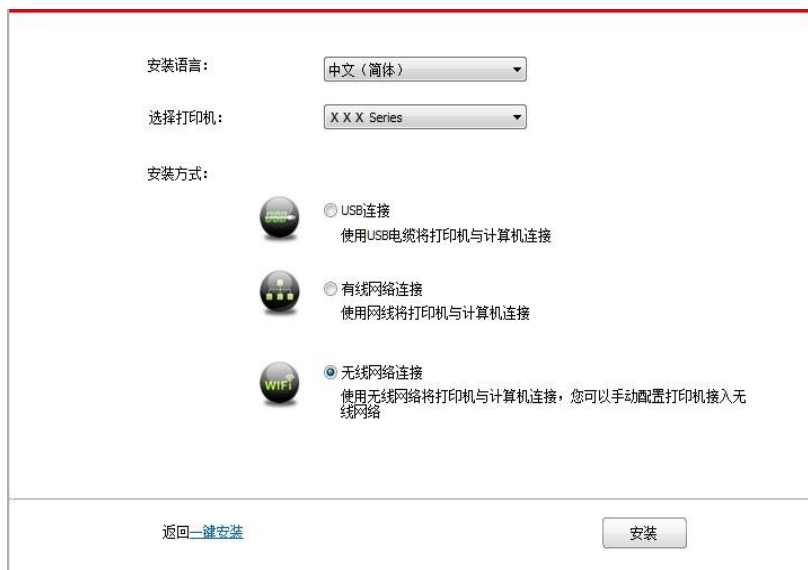 安装语言：
中文（简体）
选择打印机：
X X X Series
安装方式：
USB
USB连接
使用USB电缆将打印机与计算机连接
有线网络连接
使用网线将打印机与计算机连接
WiFi
无线网络连接
使用无线网络将打印机与计算机连接，您可以手动配置打印机接入无
线网络
返回一键安装
安装